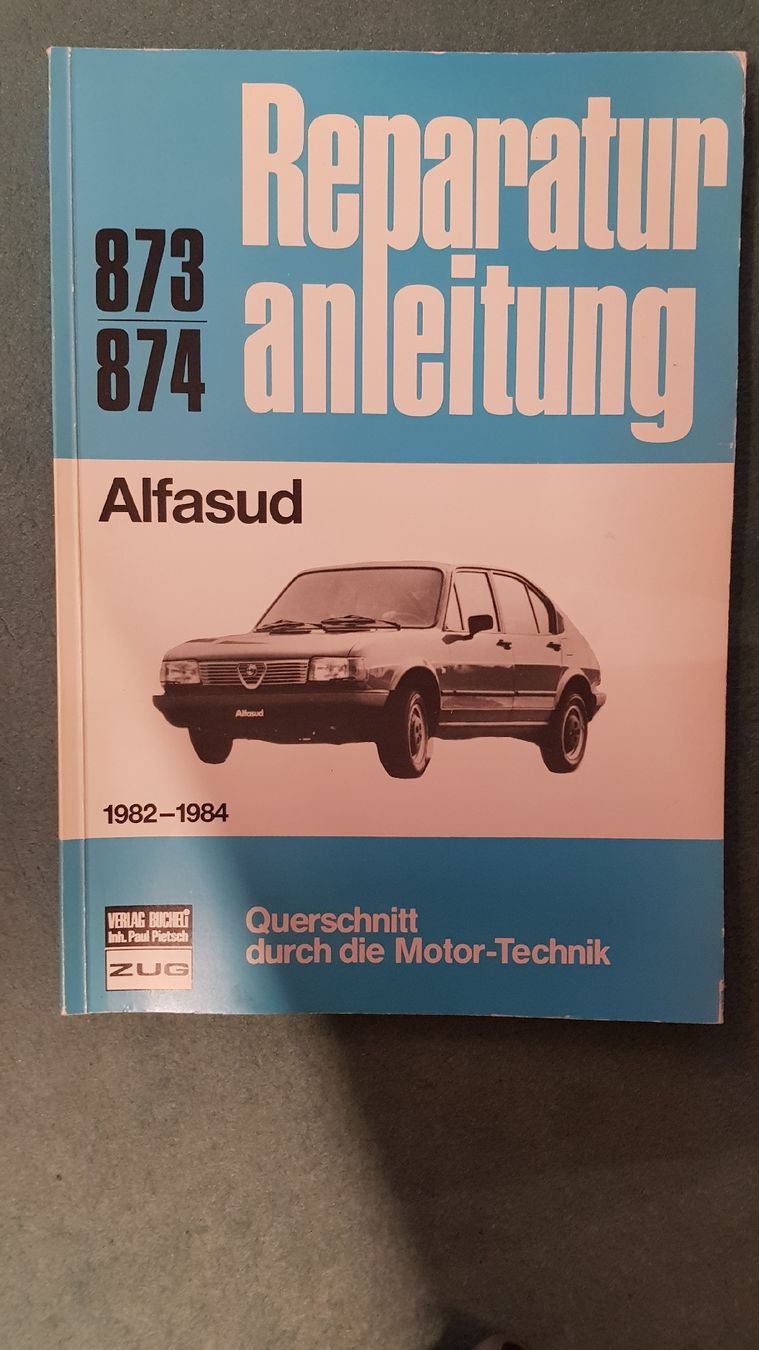 Reparatur
anleitung
873
874
Alfasud
Alfasud
1982–1984
VERLAG BUCHELI
Inh. Paul Pietsch
ZUG
Querschnitt
durch die Motor-Technik